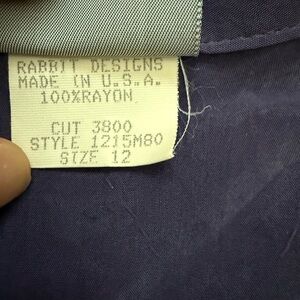 RABBIT DESIGNS
MADE IN U.S.A.
100%RAYON
CUT 3800
STYLE 1215M80
SIZE 12